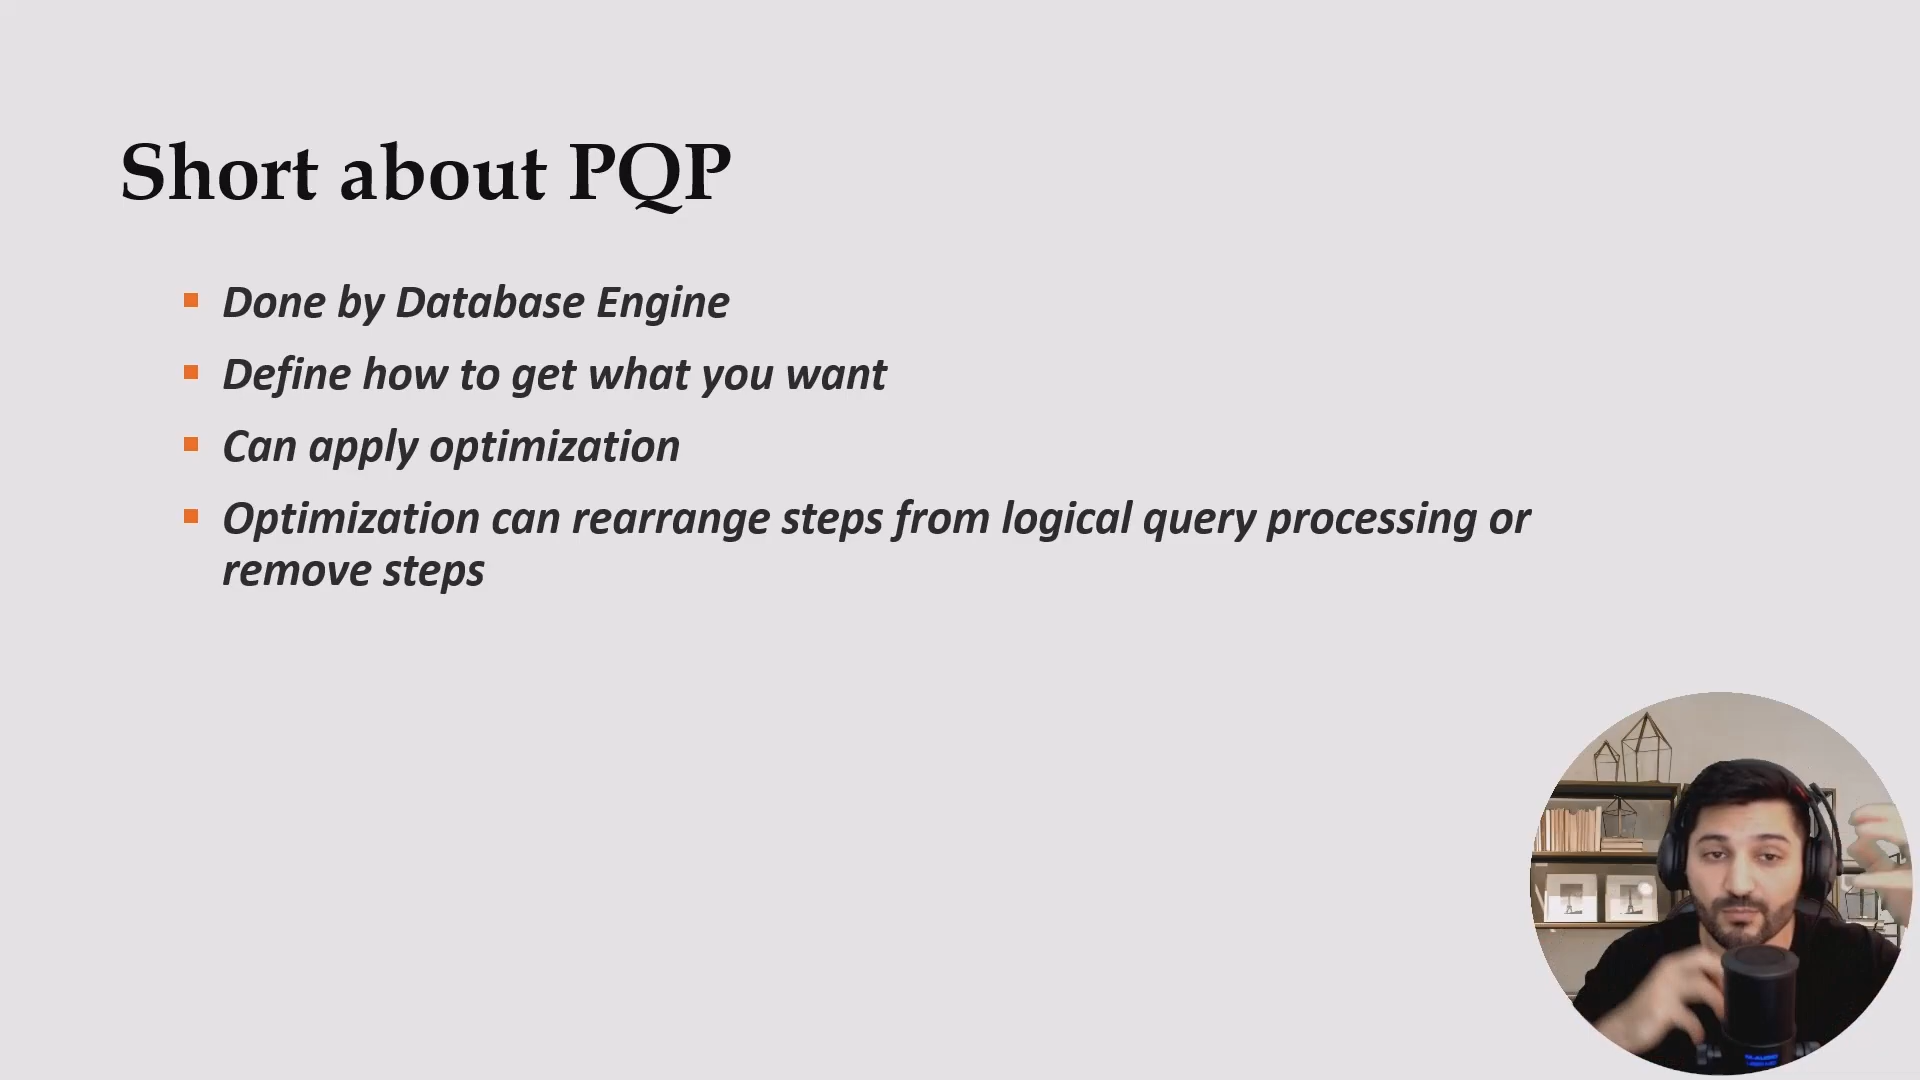 Short about PQP
Done by Database Engine
Define how to get what you want
Can apply optimization
Optimization can rearrange steps from logical query processing or
remove steps